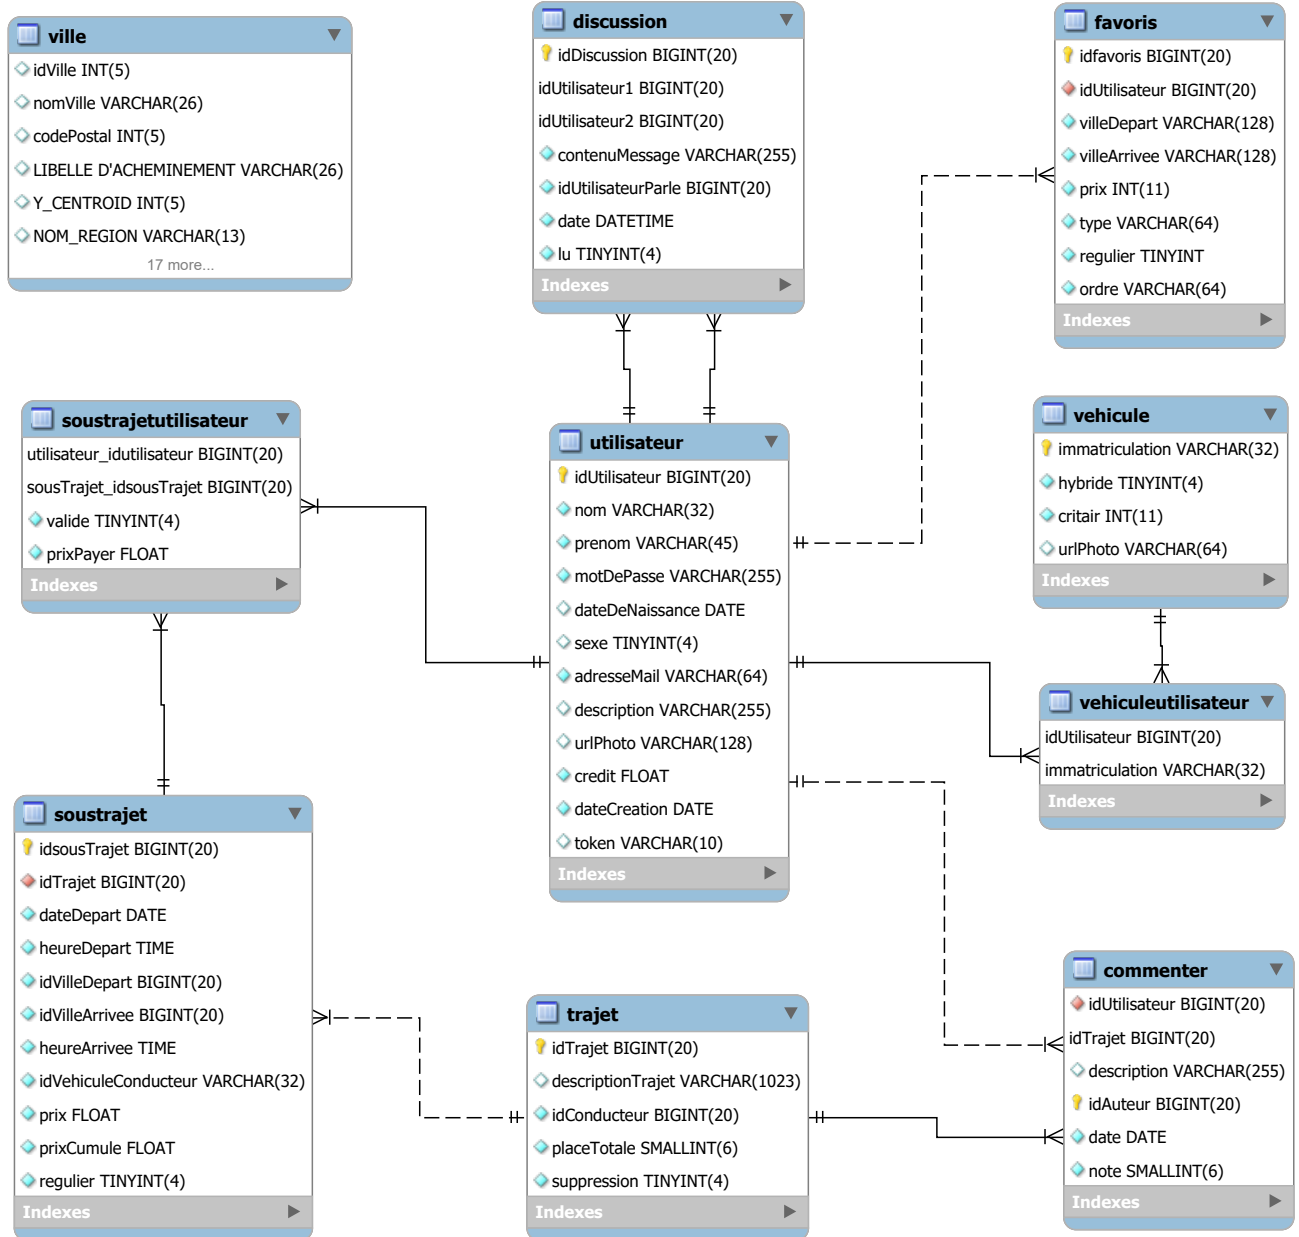 ville
idVille INT(5)
nomVille VARCHAR(26)
codePostal INT(5)
LIBELLE D'ACHEMINEMENT VARCHAR(26)
Y_CENTROID INT(5)
NOM_REGION VARCHAR(13)
17 more...
discussion
idDiscussion BIGINT(20)
idUtilisateur1 BIGINT(20)
idUtilisateur2 BIGINT(20)
contenuMessage VARCHAR(255)
idUtilisateurParle BIGINT(20)
date DATETIME
lu TINYINT(4)
Indexes
favoris
idfavoris BIGINT(20)
idUtilisateur BIGINT(20)
villeDepart VARCHAR(128)
villeArrivee VARCHAR(128)
prix INT(11)
type VARCHAR(64)
regulier TINYINT
ordre VARCHAR(64)
Indexes
soustrajetutilisateur
utilisateur_idutilisateur BIGINT(20)
sousTrajet_idsousTrajet BIGINT(20)
valide TINYINT(4)
prixPayer FLOAT
Indexes
utilisateur
idUtilisateur BIGINT(20)
nom VARCHAR(32)
prenom VARCHAR(45)
motDePasse VARCHAR(255)
dateDeNaissance DATE
sexe TINYINT(4)
adresseMail VARCHAR(64)
description VARCHAR(255)
urlPhoto VARCHAR(128)
credit FLOAT
dateCreation DATE
token VARCHAR(10)
Indexes
vehicule
immatriculation VARCHAR(32)
hybride TINYINT(4)
critair INT(11)
urlPhoto VARCHAR(64)
Indexes
vehiculeutilisateur
idUtilisateur BIGINT(20)
immatriculation VARCHAR(32)
Indexes
soustrajet
idsousTrajet BIGINT(20)
idTrajet BIGINT(20)
dateDepart DATE
heureDepart TIME
idVilleDepart BIGINT(20)
idVilleArrivee BIGINT(20)
heureArrivee TIME
idVehiculeConducteur VARCHAR(32)
prix FLOAT
prixCumule FLOAT
regulier TINYINT(4)
Indexes
trajet
idTrajet BIGINT(20)
descriptionTrajet VARCHAR(1023)
idConducteur BIGINT(20)
placeTotale SMALLINT(6)
suppression TINYINT(4)
Indexes
commenter
idUtilisateur BIGINT(20)
idTrajet BIGINT(20)
description VARCHAR(255)
idAuteur BIGINT(20)
date DATE
note SMALLINT(6)
Indexes